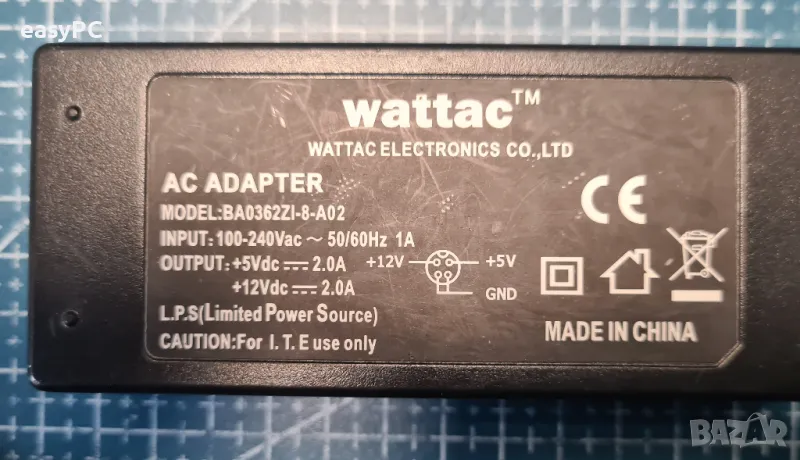 easyPC
wattac™
WATTAC ELECTRONICS CO.,LTD
AC ADAPTER
MODEL:BA0362ZI-8-A02
INPUT: 100-240Vac ~ 50/60Hz 1A
OUTPUT: +5Vdc ⎓ 2.0A
+12Vdc ⎓ 2.0A
+12V
+5V
GND
L.P.S(Limited Power Source)
CAUTION:For I.T.E use only
CE
MADE IN CHINA
BAZAR